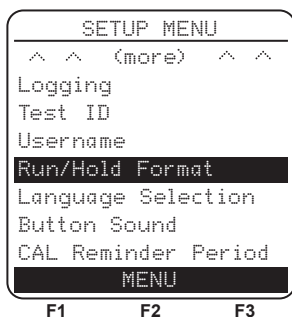 SETUP MENU
^ ^ (more) ^ ^
Logging
Test ID
Username
Run/Hold Format
Language Selection
Button Sound
CAL Reminder Period
MENU
F1 F2 F3